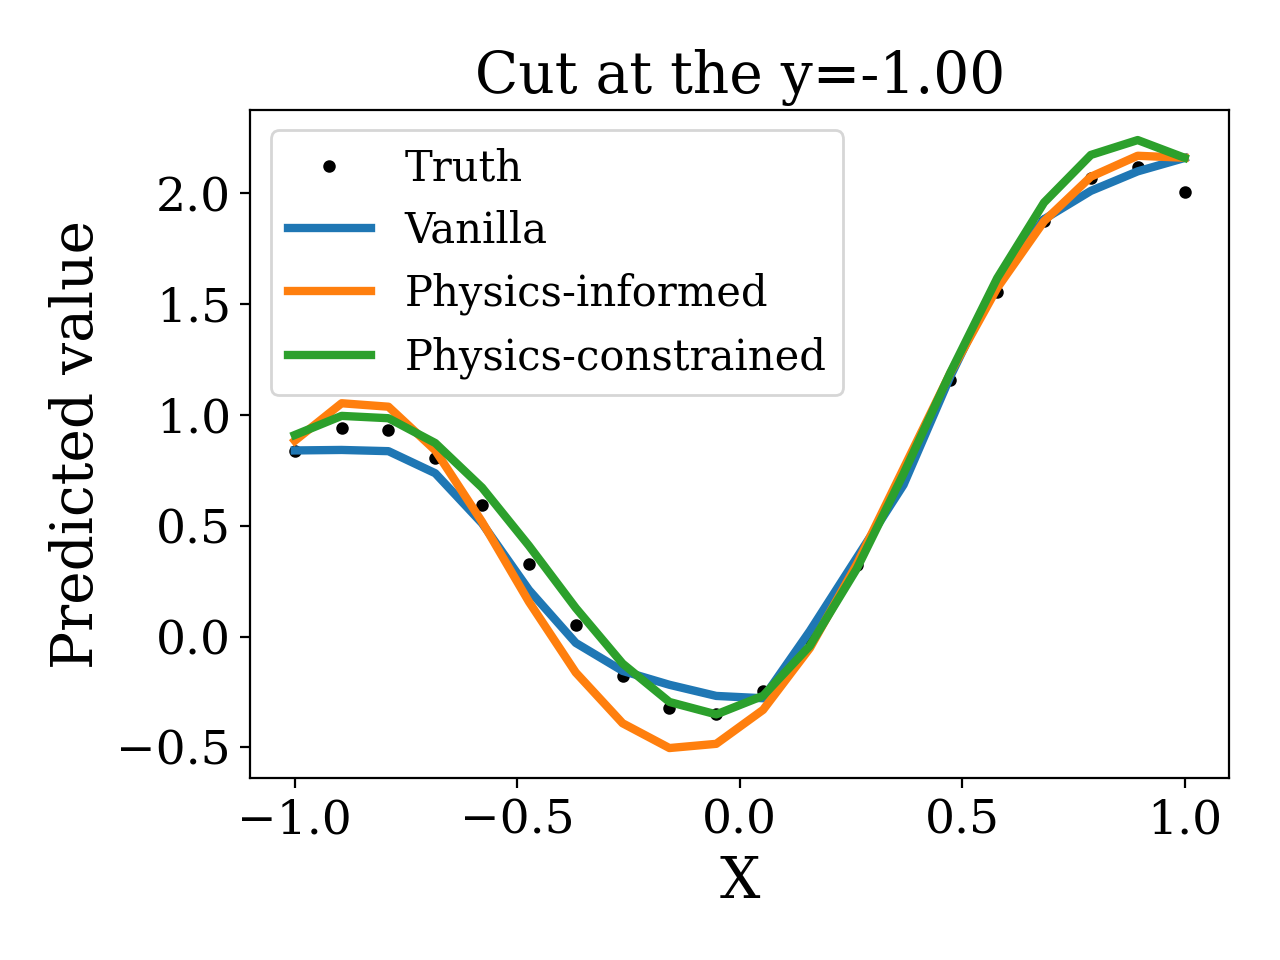 Cut at the y=-1.00
Truth
Vanilla
Physics-informed
Physics-constrained
Predicted value
2.0
1.5
1.0
0.5
0.0
−0.5
−1.0 −0.5 0.0 0.5 1.0
X